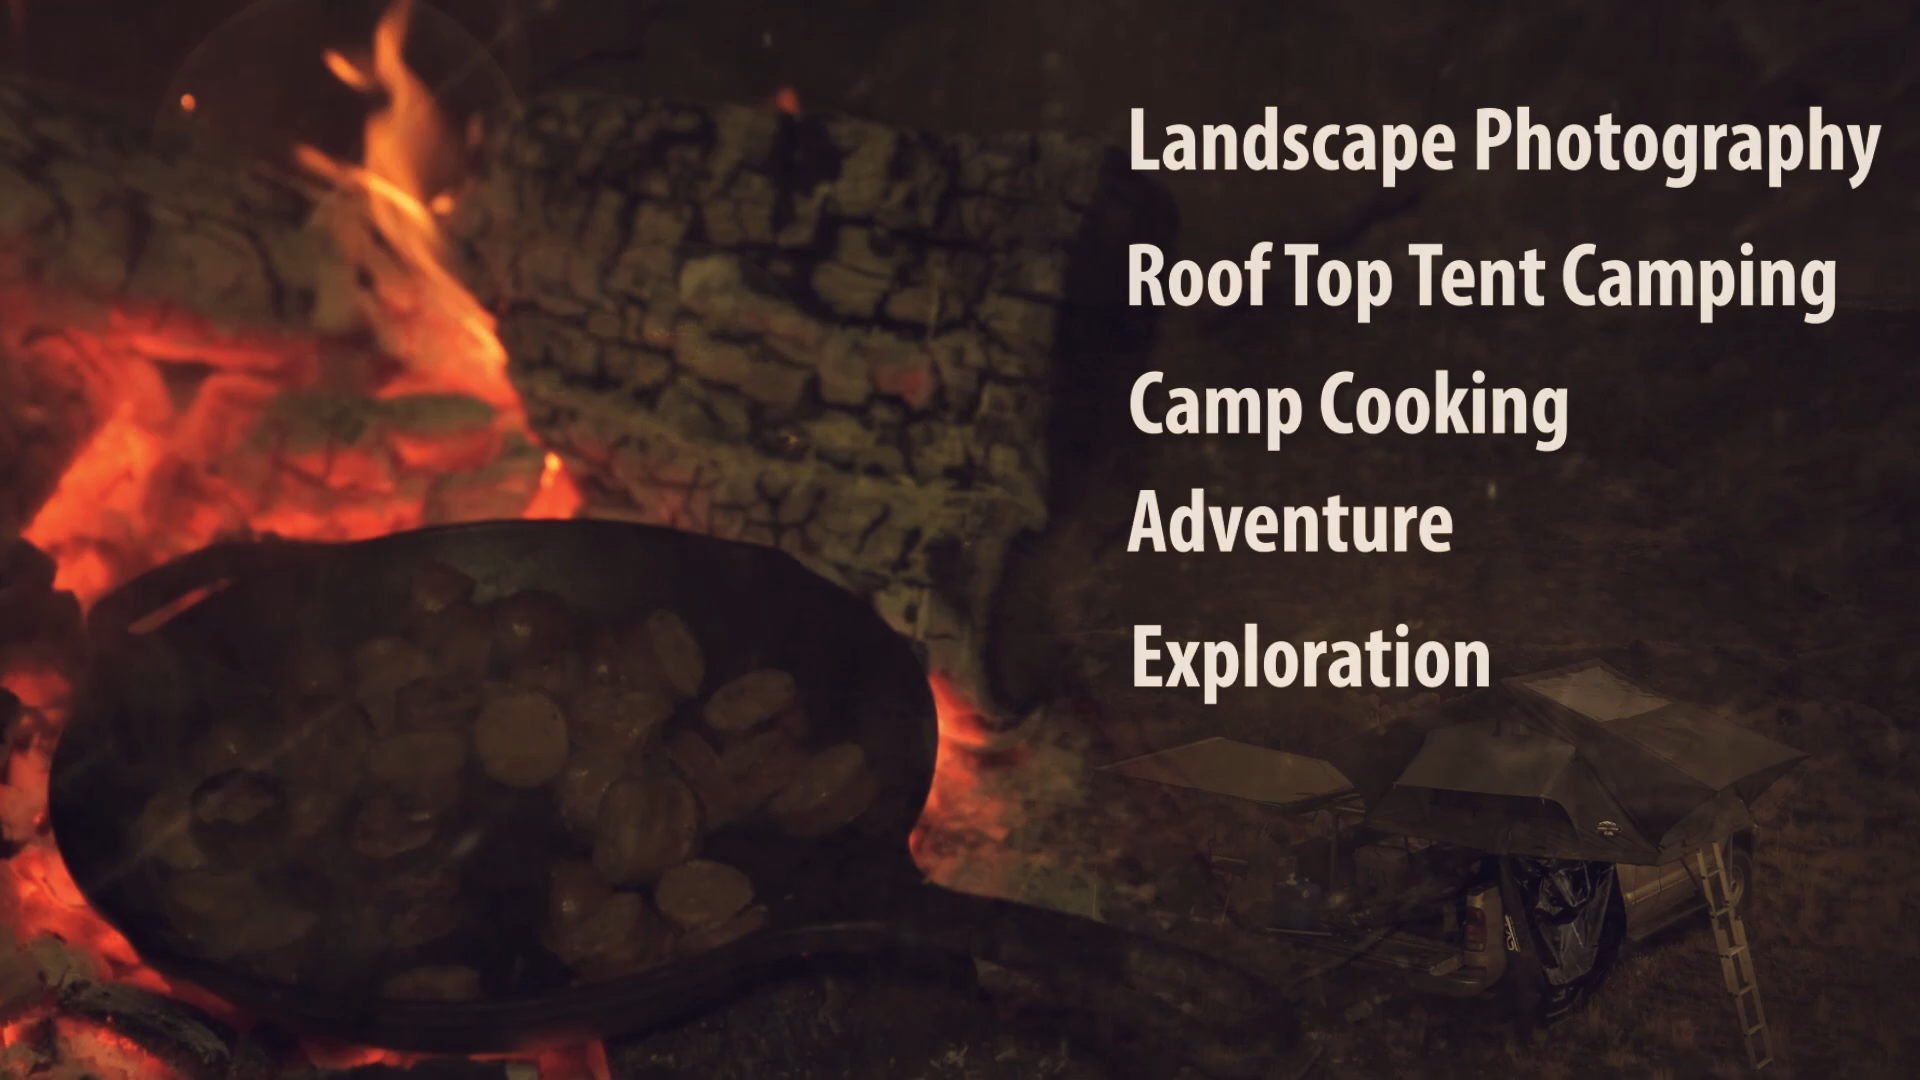 Landscape Photography
Roof Top Tent Camping
Camp Cooking
Adventure
Exploration